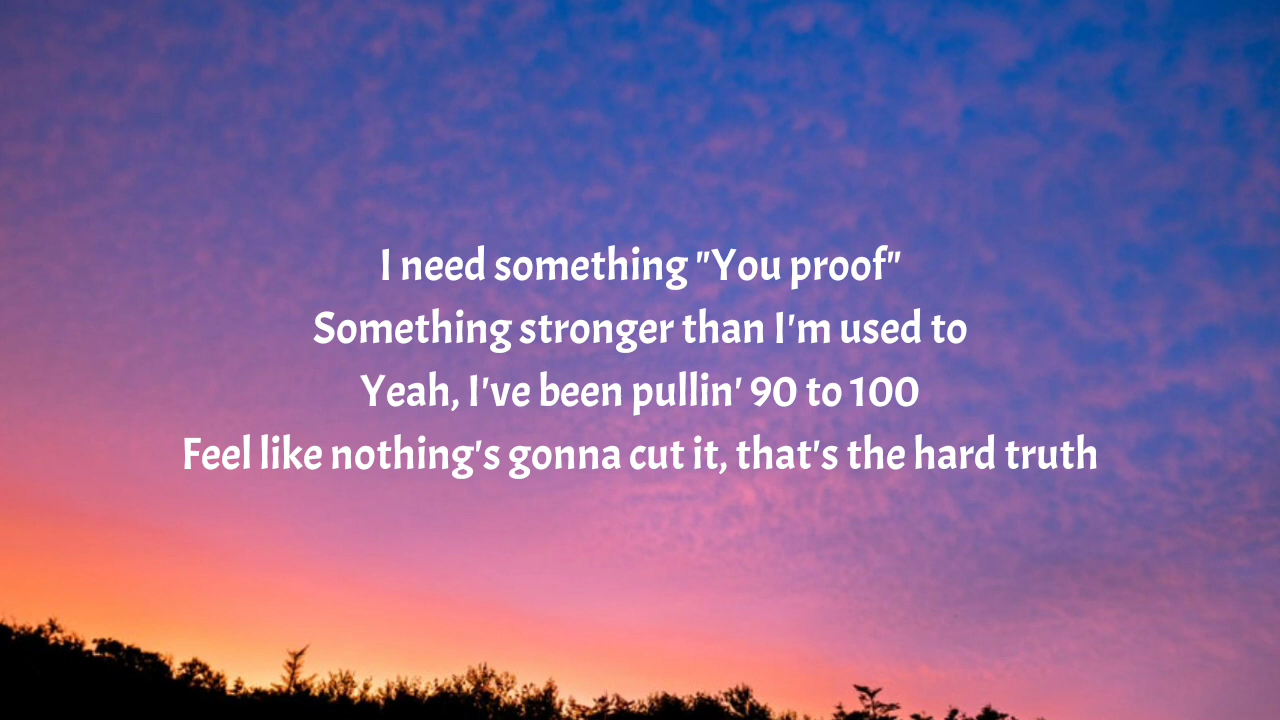 I need something "You proof"
Something stronger than I'm used to
Yeah, I've been pullin' 90 to 100
Feel like nothing's gonna cut it, that's the hard truth